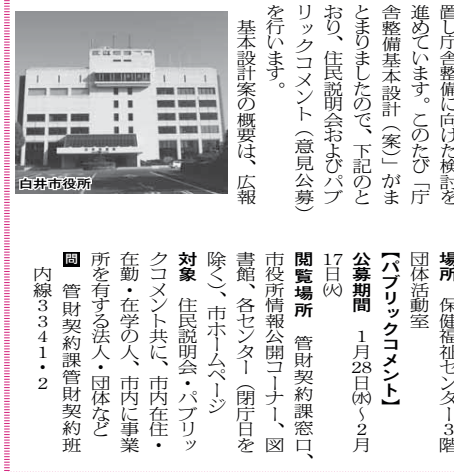 置し庁舎整備に向けた検討を
進めています。このたび「庁
舎整備基本設計（案）」がま
とまりましたので、下記のと
おり、住民説明会およびパブ
リックコメント（意見公募）
を行います。
基本設計案の概要は、広報
白井市役所
場所　保健福祉センター3階
団体活動室
【パブリックコメント】
公募期間　1月28日㈬～2月
17日㈫
閲覧場所　管財契約課窓口、
市役所情報公開コーナー、図
書館、各センター（閉庁日を
除く）、市ホームページ
対象　住民説明会・パブリッ
クコメント共に、市内在住・
在勤・在学の人、市内に事業
所を有する法人・団体など
問　管財契約課管財契約班
内線3341・2